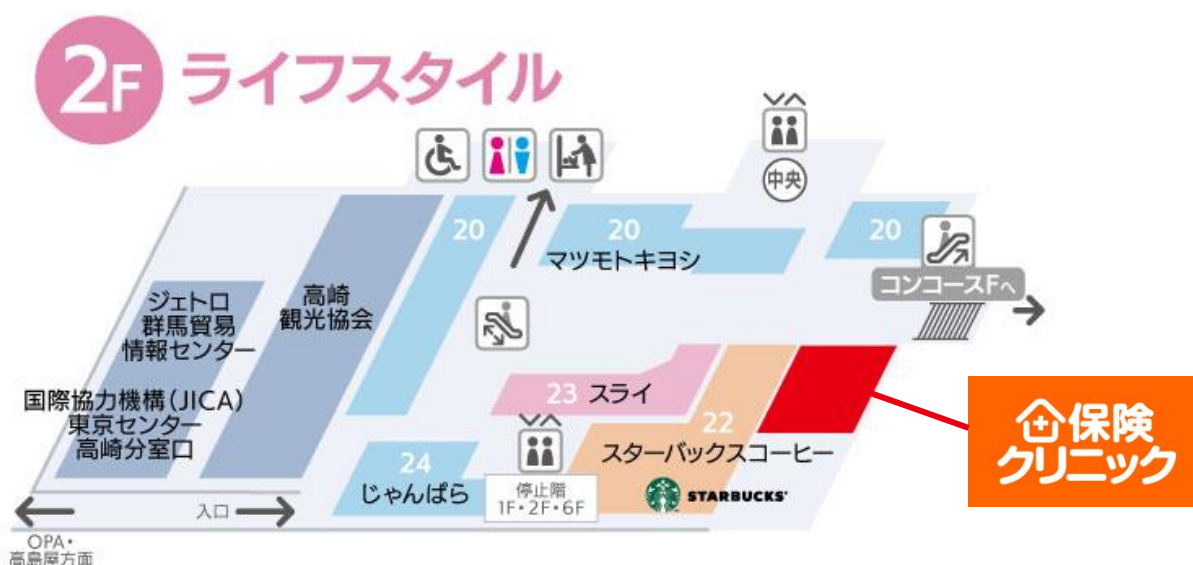 2F ライフスタイル
中央
20
20
マツモトキヨシ
20
コンコースFへ
ジェトロ
群馬貿易
情報センター
高崎
観光協会
国際協力機構(JICA)
東京センター
高崎分室口
23 スライ
22
スターバックスコーヒー
STARBUCKS
24
じゃんぱら
停止階
1F・2F・6F
保険
クリニック
入口
OPA・
高島屋方面